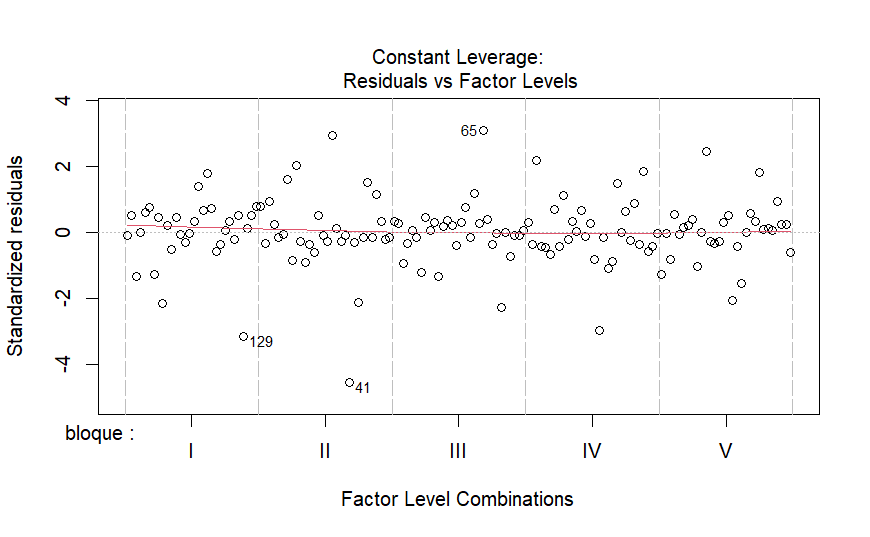 Constant Leverage:
Residuals vs Factor Levels
Standardized residuals
4
2
0
-2
-4
65
129
41
bloque :
I II III IV V
Factor Level Combinations